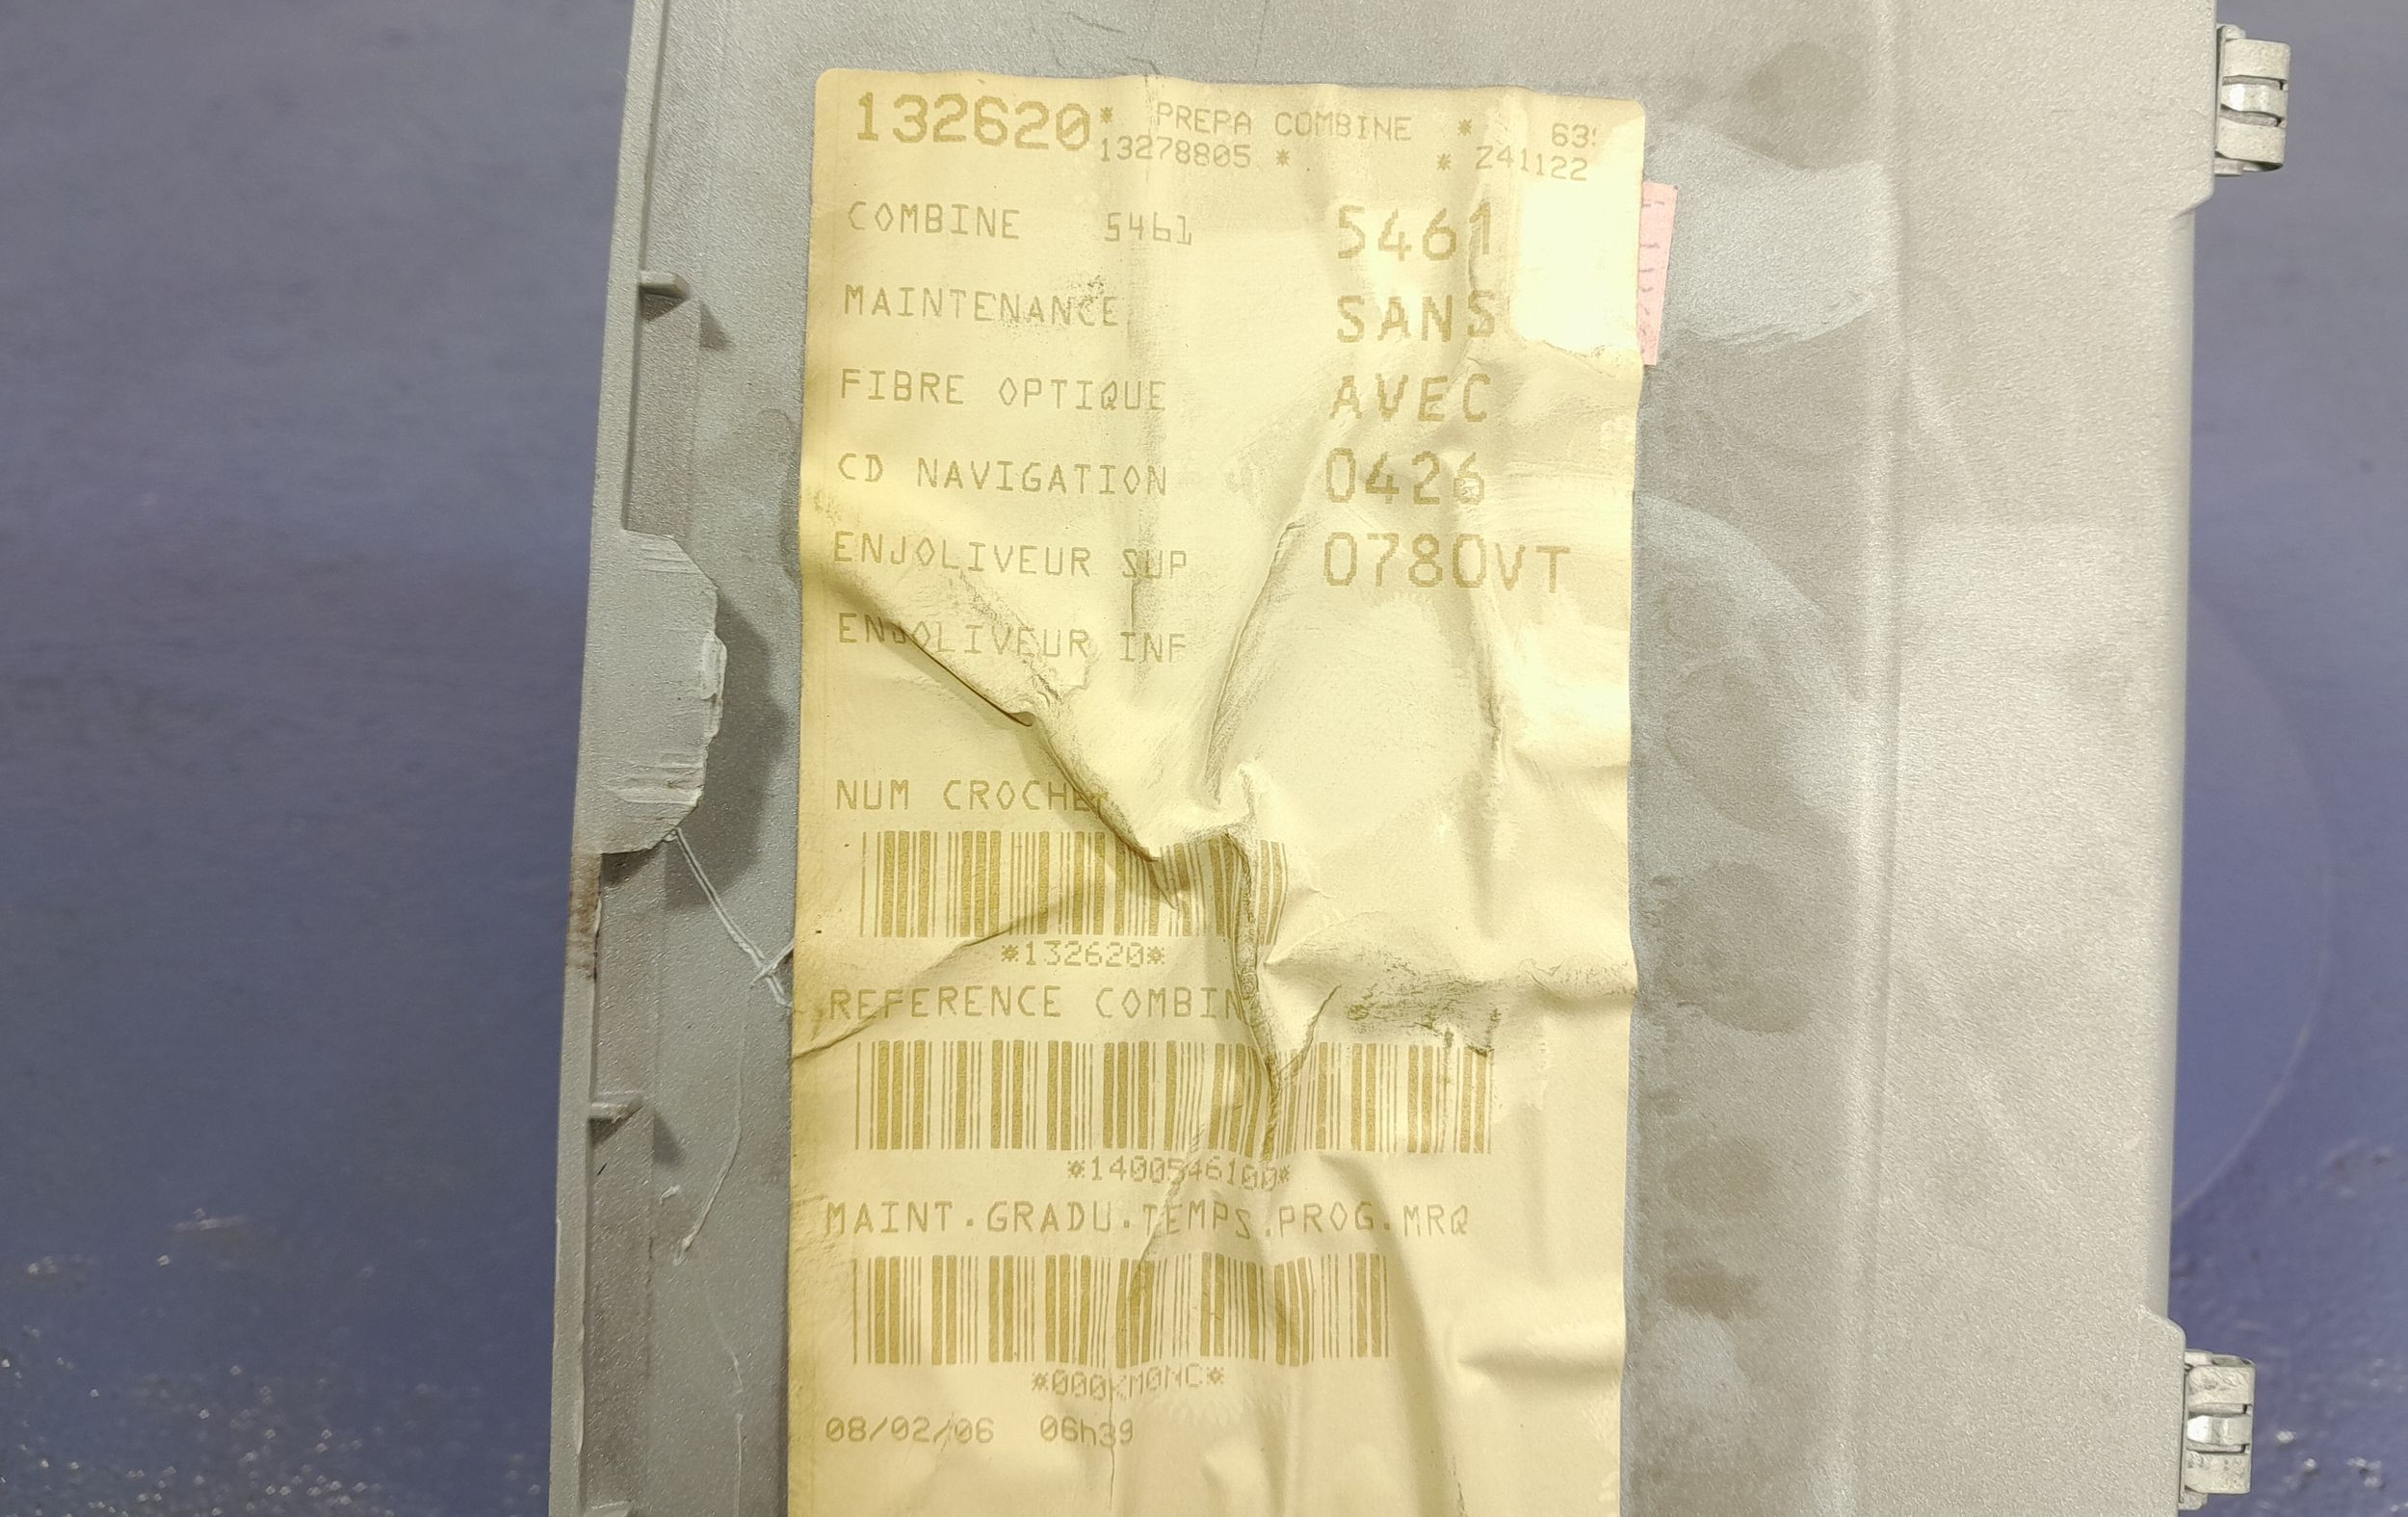 132620* PREPA COMBINE *
13278805 * * Z41122
COMBINE 5461 5461
MAINTENANCE SANS
FIBRE OPTIQUE AVEC
CD NAVIGATION 0426
ENJOLIVEUR SUP 0780VT
ENJOLIVEUR INF
NUM CROCHET
*132620*
REFERENCE COMBIN
*1400546100*
MAINT.GRADU.TEMPS.PROG.MRQ
*000KM0NC*
08/02/06 06h39